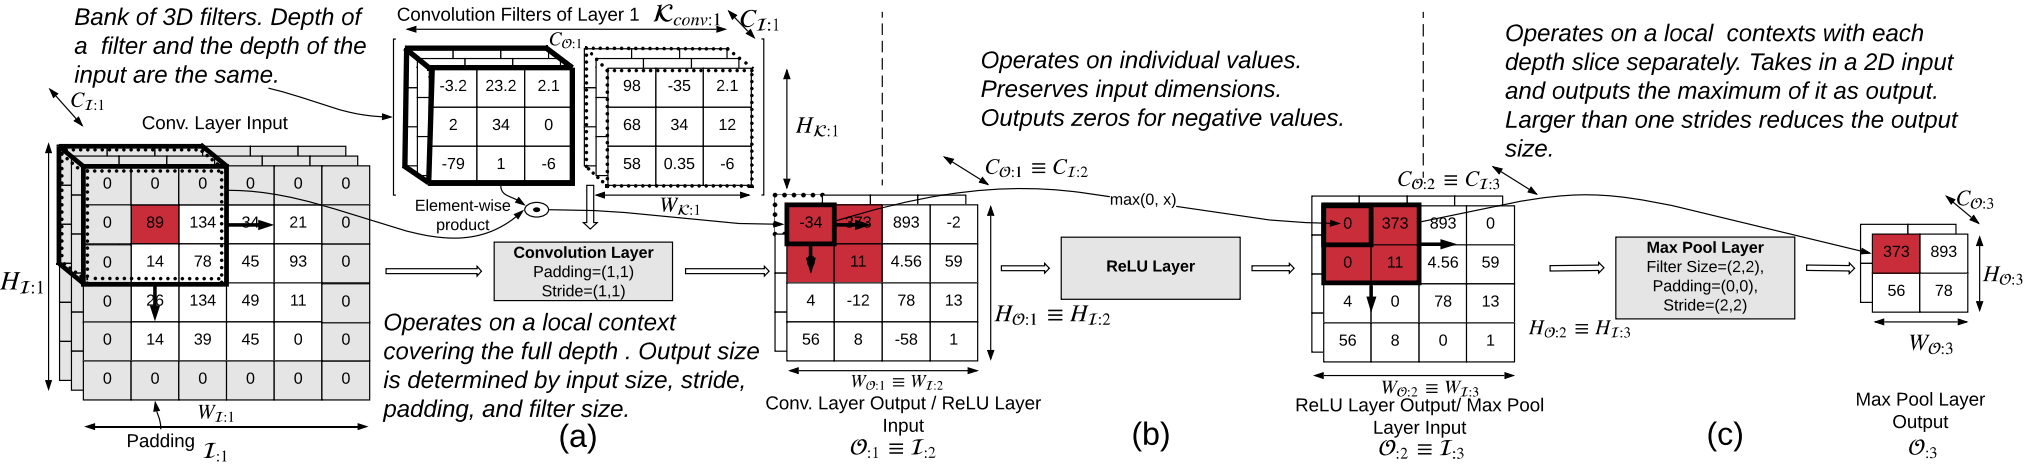 Bank of 3D filters. Depth of
a filter and the depth of the
input are the same.
C𝓘:1
Conv. Layer Input
H𝓘:1
0 0 0 0 0 0
0 89 134 34 21 0
0 14 78 45 93 0
0 26 134 49 11 0
0 14 39 45 0 0
0 0 0 0 0 0
W𝓘:1
Padding
𝓘:1
Convolution Filters of Layer 1 𝒦conv:1
C𝓘:1
C𝒪:1
-3.2 23.2 2.1
2 34 0
-79 1 -6
98 -35 2.1
68 34 12
58 0.35 -6
H𝒦:1
W𝒦:1
Element-wise
product
Convolution Layer
Padding=(1,1)
Stride=(1,1)
Operates on a local context
covering the full depth . Output size
is determined by input size, stride,
padding, and filter size.
(a)
C𝒪:1 ≡ C𝓘:2
-34 373 893 -2
11 4.56 59
4 -12 78 13
56 8 -58 1
H𝒪:1 ≡ H𝓘:2
W𝒪:1 ≡ W𝓘:2
Conv. Layer Output / ReLU Layer
Input
𝒪:1 ≡ 𝓘:2
Operates on individual values.
Preserves input dimensions.
Outputs zeros for negative values.
max(0, x)
ReLU Layer
(b)
C𝒪:2 ≡ C𝓘:3
0 373 893 0
0 11 4.56 59
4 0 78 13
56 8 0 1
H𝒪:2 ≡ H𝓘:3
W𝒪:2 ≡ W𝓘:3
ReLU Layer Output/ Max Pool
Layer Input
𝒪:2 ≡ 𝓘:3
Operates on a local contexts with each
depth slice separately. Takes in a 2D input
and outputs the maximum of it as output.
Larger than one strides reduces the output
size.
Max Pool Layer
Filter Size=(2,2),
Padding=(0,0),
Stride=(2,2)
(c)
C𝒪:3
373 893
56 78
H𝒪:3
W𝒪:3
Max Pool Layer
Output
𝒪:3